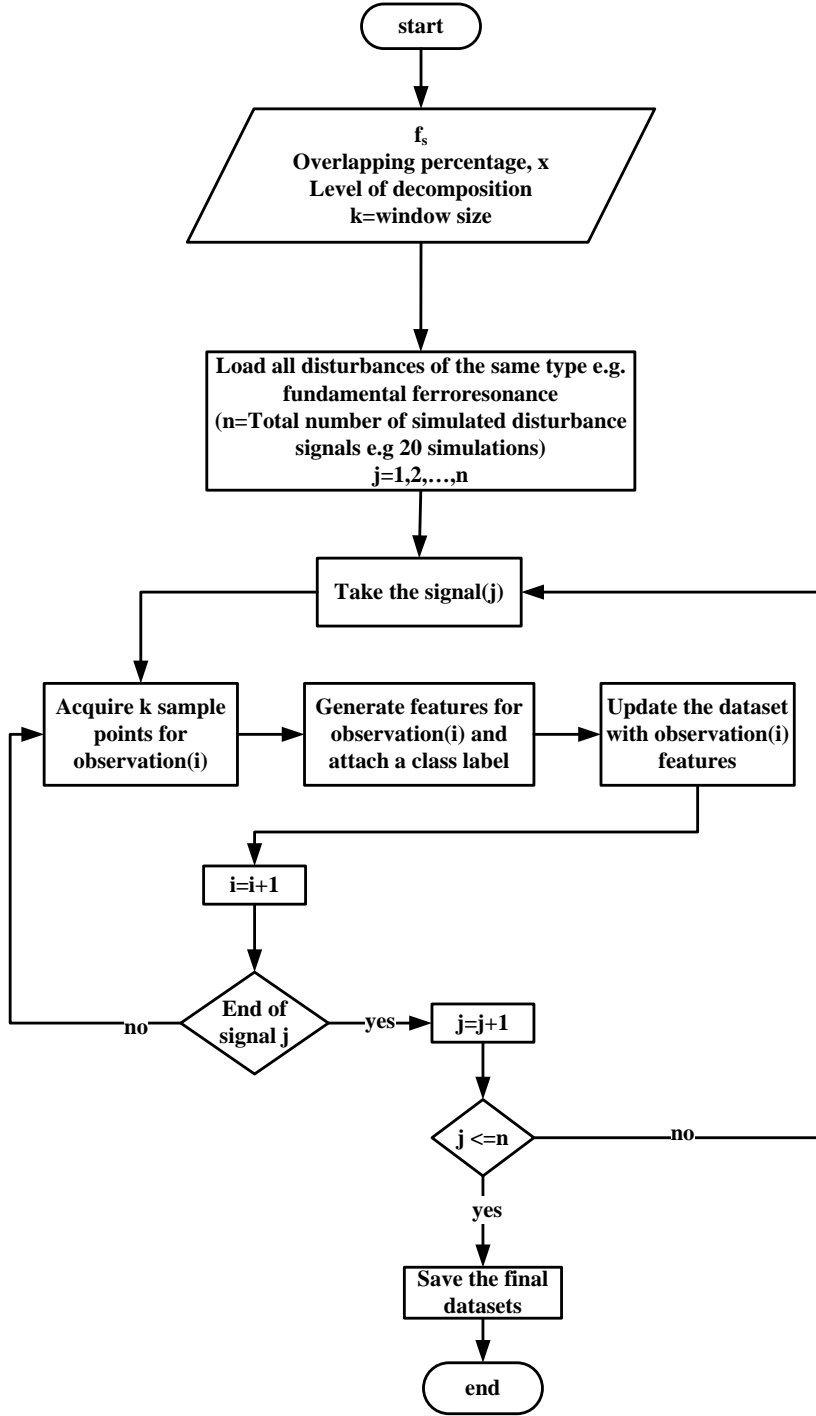 start
fs
Overlapping percentage, x
Level of decomposition
k=window size
Load all disturbances of the same type e.g.
fundamental ferroresonance
(n=Total number of simulated disturbance
signals e.g 20 simulations)
j=1,2,…,n
Take the signal(j)
Acquire k sample
points for
observation(i)
Generate features for
observation(i) and
attach a class label
Update the dataset
with observation(i)
features
i=i+1
End of
signal j
no
yes
j=j+1
j <=n
no
yes
Save the final
datasets
end